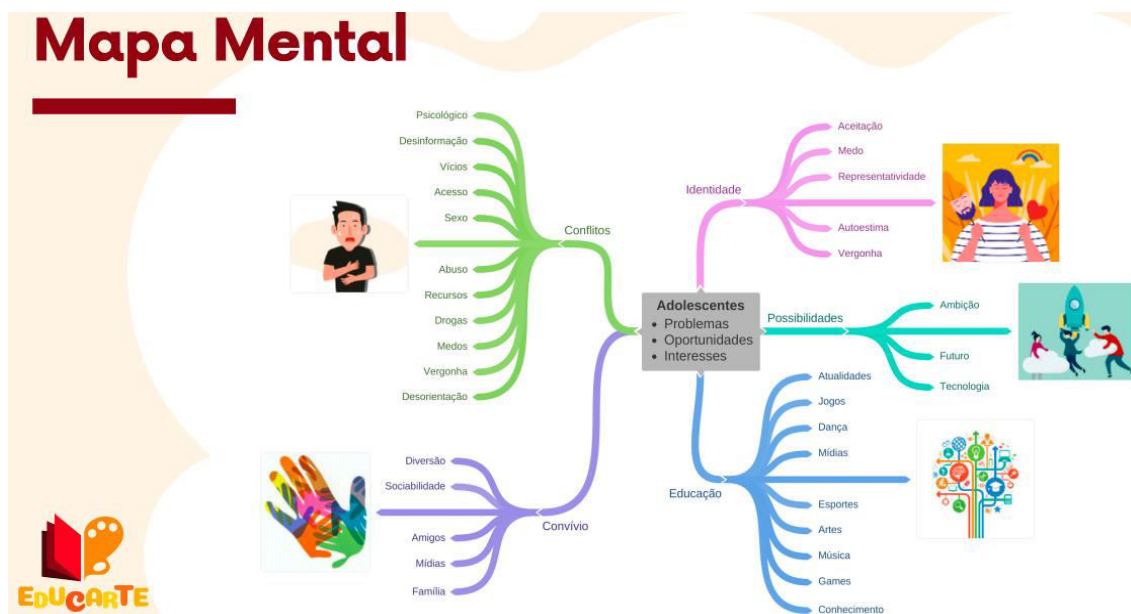 Mapa Mental
Psicológico
Desinformação
Vícios
Acesso
Sexo
Conflitos
Abuso
Recursos
Drogas
Medos
Vergonha
Desorientação
Diversão
Sociabilidade
Convívio
Amigos
Mídias
Família
Adolescentes
• Problemas
• Oportunidades
• Interesses
Identidade
Aceitação
Medo
Representatividade
Autoestima
Vergonha
Possibilidades
Ambição
Futuro
Tecnologia
Educação
Atualidades
Jogos
Dança
Mídias
Esportes
Artes
Música
Games
Conhecimento
EDUCARTE